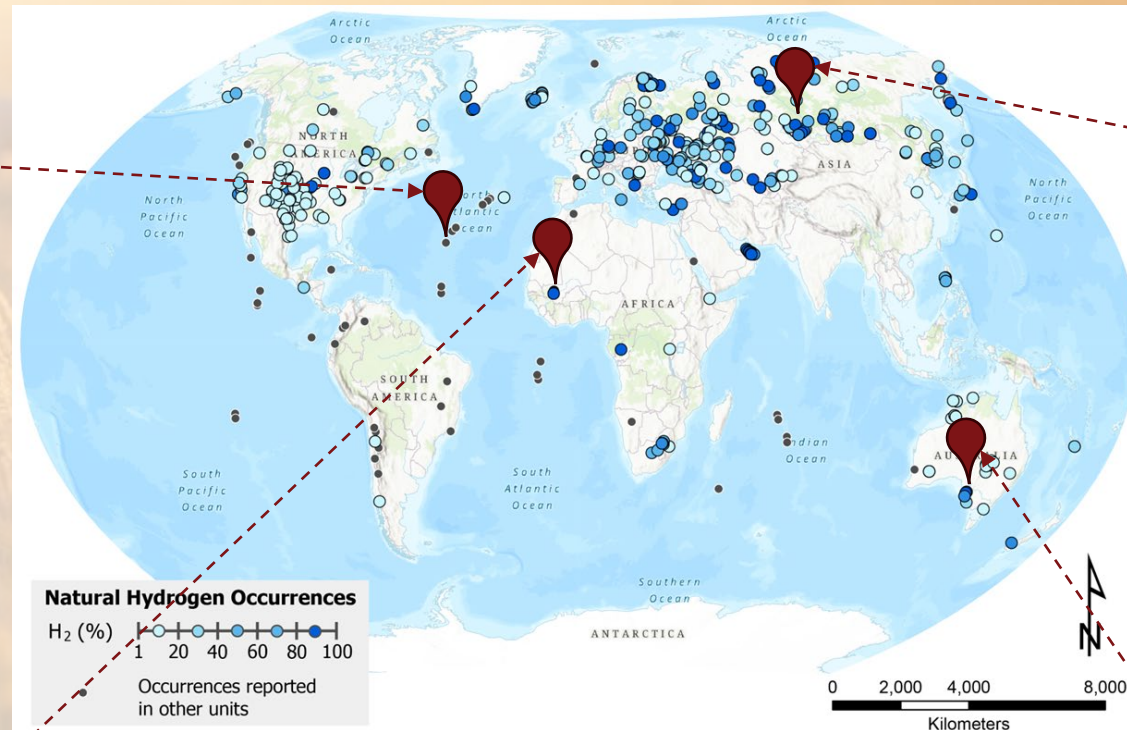 Arctic
Ocean
Arctic
Ocean
NORTH
AMERICA
ASIA
North
Pacific
Ocean
North
Atlantic
Ocean
North
Pacific
Ocean
AFRICA
SOUTH
AMERICA
AUSTRALIA
Indian
Ocean
South
Pacific
Ocean
South
Atlantic
Ocean
Southern
Ocean
ANTARCTICA
Natural Hydrogen Occurrences
H2 (%)
1 20 40 60 80 100
Occurrences reported
in other units
N
0 2,000 4,000 8,000
Kilometers